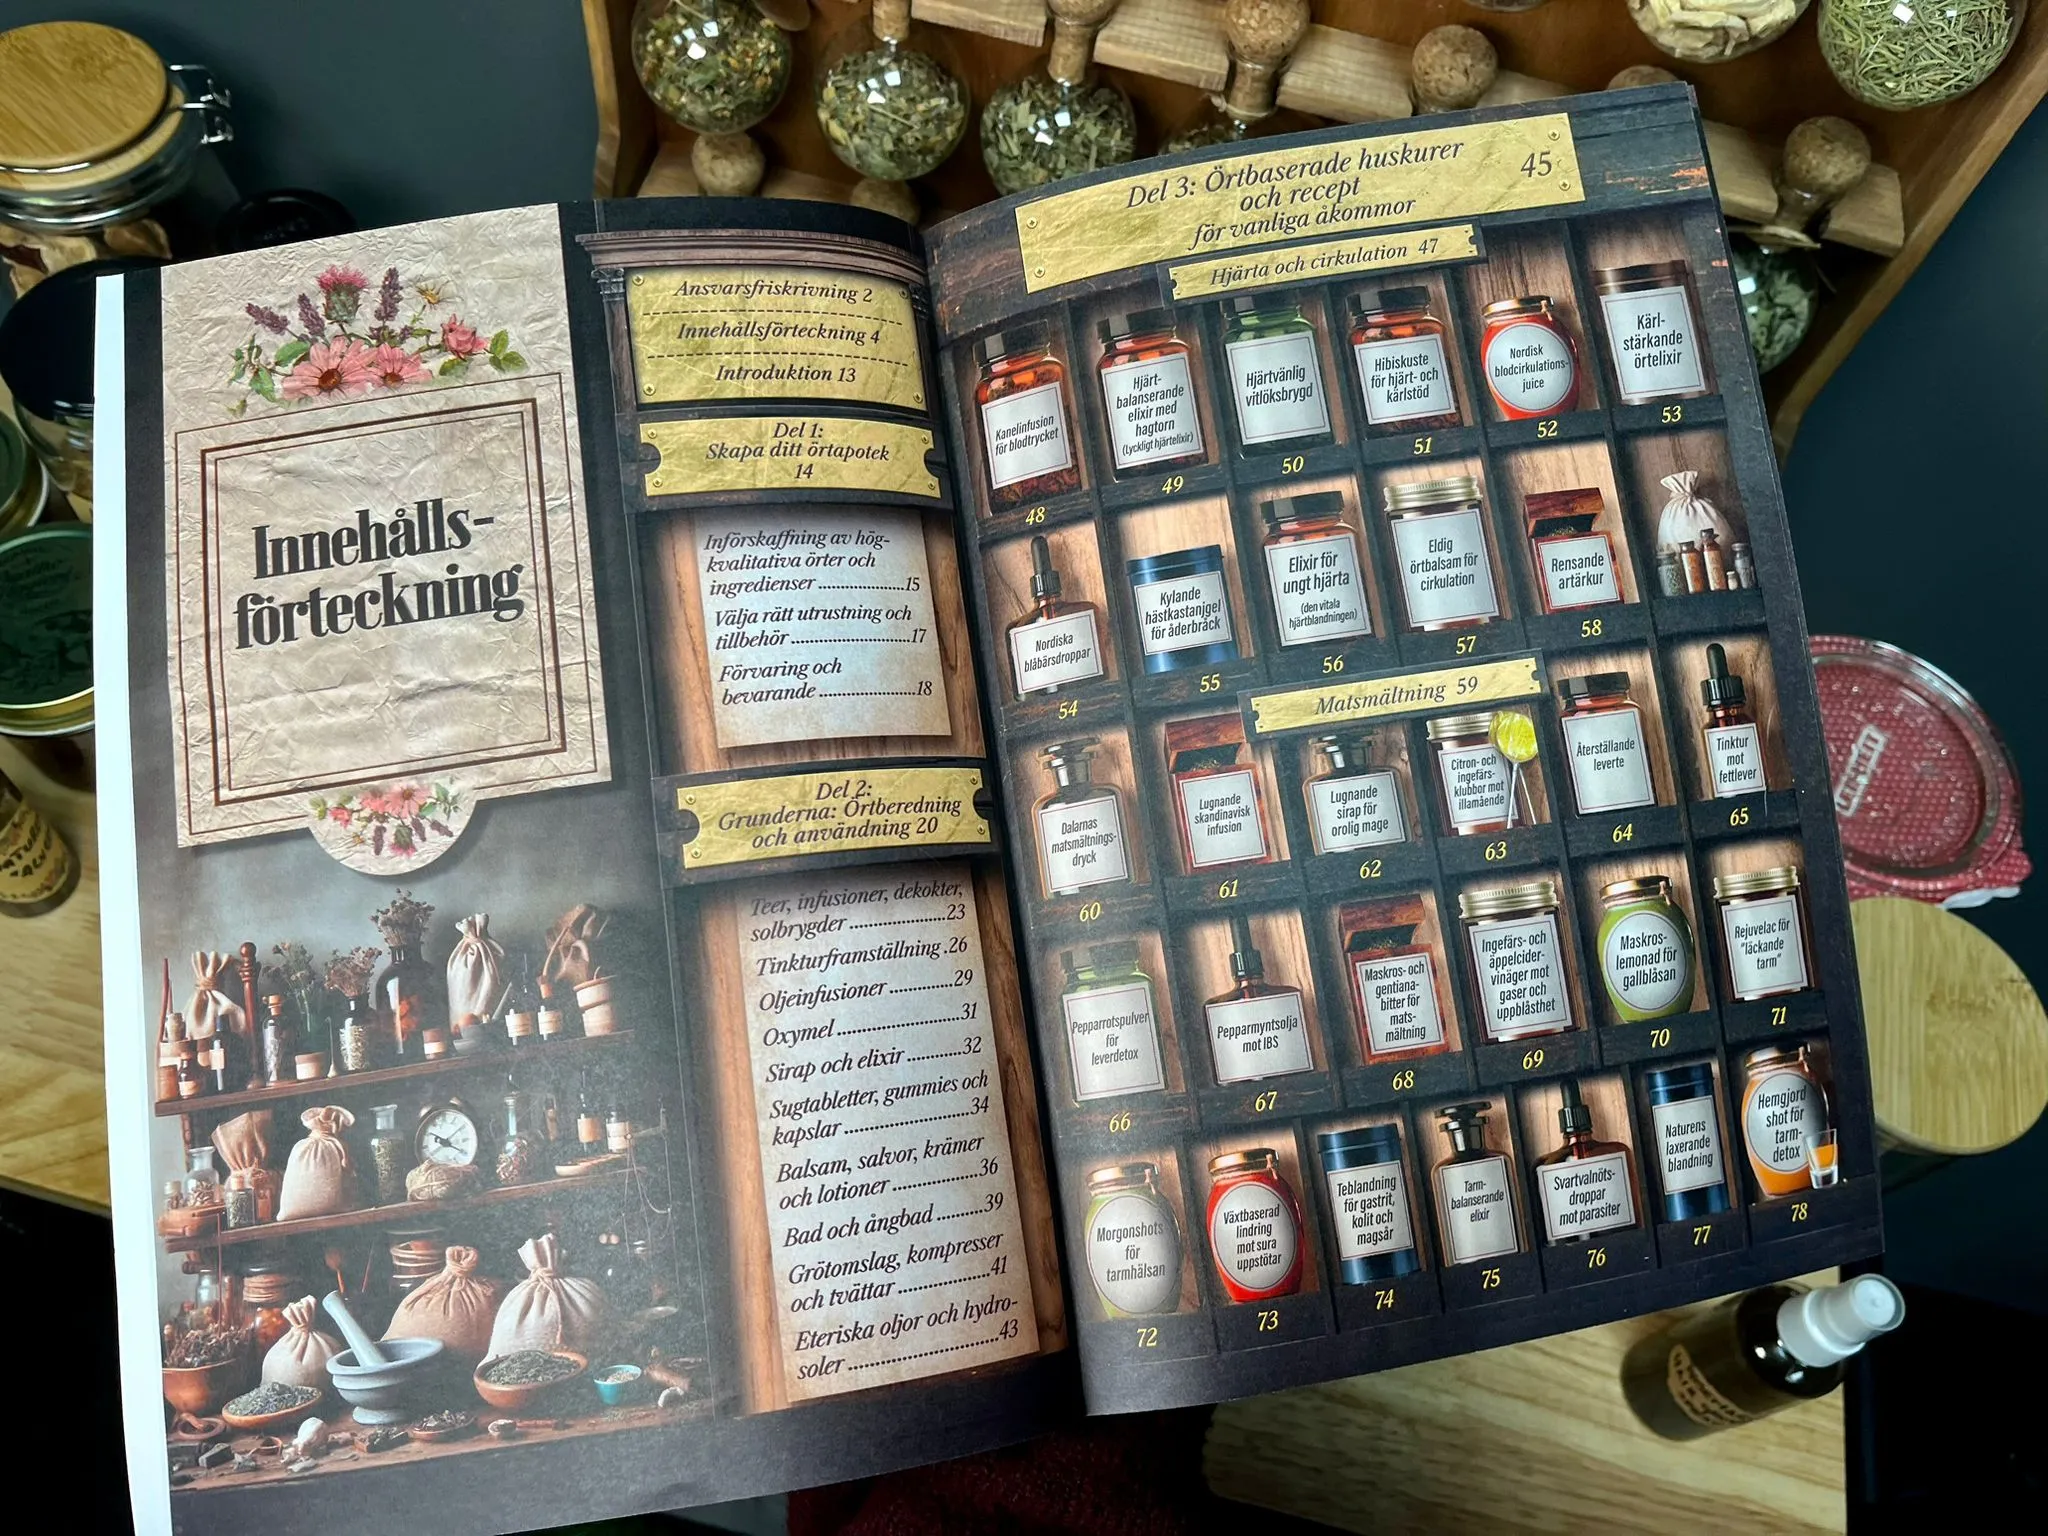 Innehålls-
förteckning
Ansvarsfriskrivning 2
Innehållsförteckning 4
Introduktion 13
Del 1:
Skapa ditt örtapotek
14
Införskaffning av hög-
kvalitativa örter och
ingredienser ........................15
Välja rätt utrustning och
tillbehör ..............................17
Förvaring och
bevarande ........................18
Del 2:
Grunderna: Örtberedning
och användning 20
Teer, infusioner, dekokter,
solbrygder ...................23
Tinkturframställning .26
Oljeinfusioner .............29
Oxymel .........................31
Sirap och elixir ...........32
Sugtabletter, gummies och
kapslar .........................34
Balsam, salvor, krämer
och lotioner .................36
Bad och ångbad ..........39
Grötomslag, kompresser
och tvättar ...................41
Eteriska oljor och hydro-
soler ............................43
Del 3: Örtbaserade huskurer
och recept
för vanliga åkommor
45
Hjärta och cirkulation 47
Kanelinfusion
för blodtrycket
48
Hjärt-
balanserande
elixir med
hagtorn
(Lyckligt hjärtelixir)
49
Hjärtvänlig
vitlöksbrygd
50
Hibiskuste
för hjärt- och
kärlstöd
51
Nordisk
blodcirkulations-
juice
52
Kärl-
stärkande
örtelixir
53
Nordiska
blåbärsdroppar
54
Kylande
hästkastanjgel
för åderbråck
55
Elixir för
ungt hjärta
(den vitala
hjärtblandningen)
56
Eldig
örtbalsam för
cirkulation
57
Rensande
artärkur
58
Matsmältning 59
Dalarnas
matsmältnings-
dryck
60
Lugnande
skandinavisk
infusion
61
Lugnande
sirap för
orolig mage
62
Citron- och
ingefärs-
klubbor mot
illamående
63
Återställande
leverte
64
Tinktur
mot
fettlever
65
Pepparrotspulver
för
leverdetox
66
Pepparmyntsolja
mot IBS
67
Maskros- och
gentiana-
bitter för
mats-
mältning
68
Ingefärs- och
äppelcider-
vinäger mot
gaser och
uppblåsthet
69
Maskros-
lemonad för
gallblåsan
70
Rejuvelac för
"läckande
tarm"
71
Morgonshots
för
tarmhälsan
72
Växtbaserad
lindring
mot sura
uppstötar
73
Teblandning
för gastrit,
kolit och
magsår
74
Tarm-
balanserande
elixir
75
Svartvalnöts-
droppar
mot parasiter
76
Naturens
laxerande
blandning
77
Hemgjord
shot för
tarm-
detox
78